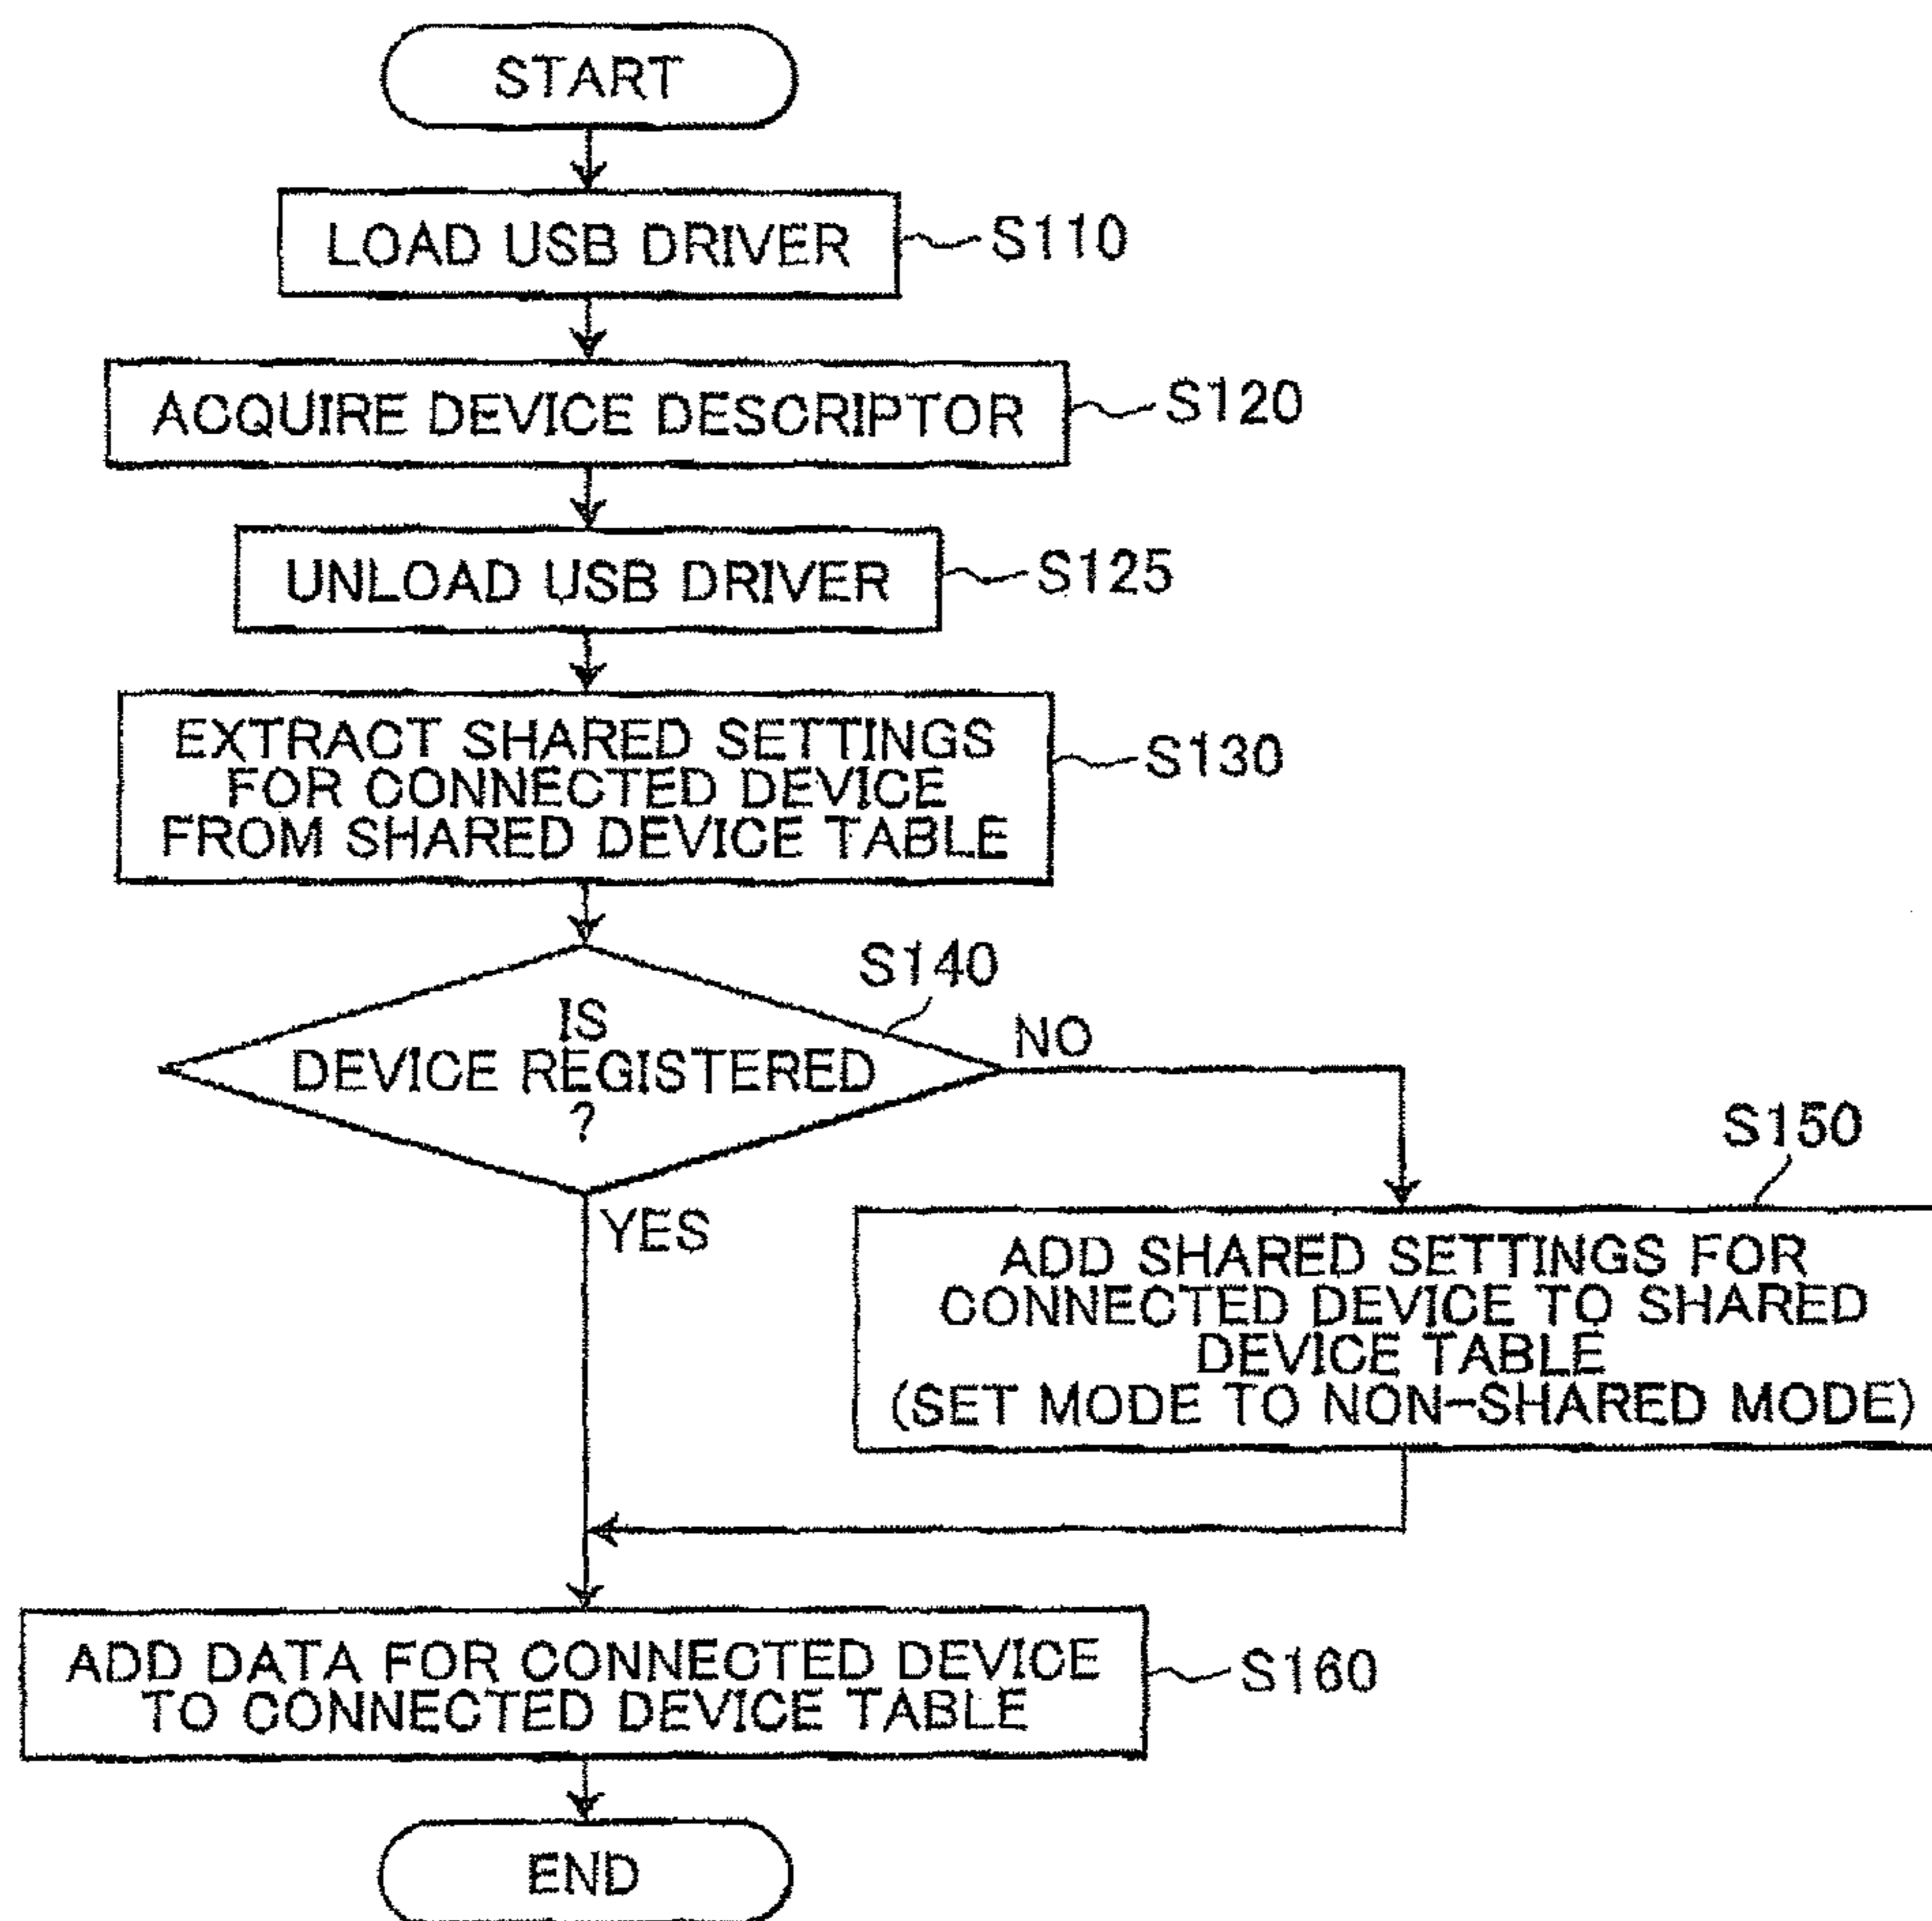 START
LOAD USB DRIVER
S110
ACQUIRE DEVICE DESCRIPTOR
S120
UNLOAD USB DRIVER
S125
EXTRACT SHARED SETTINGS
FOR CONNECTED DEVICE
FROM SHARED DEVICE TABLE
S130
S140
IS
DEVICE REGISTERED
?
NO
YES
S150
ADD SHARED SETTINGS FOR
CONNECTED DEVICE TO SHARED
DEVICE TABLE
(SET MODE TO NON-SHARED MODE)
ADD DATA FOR CONNECTED DEVICE
TO CONNECTED DEVICE TABLE
S160
END